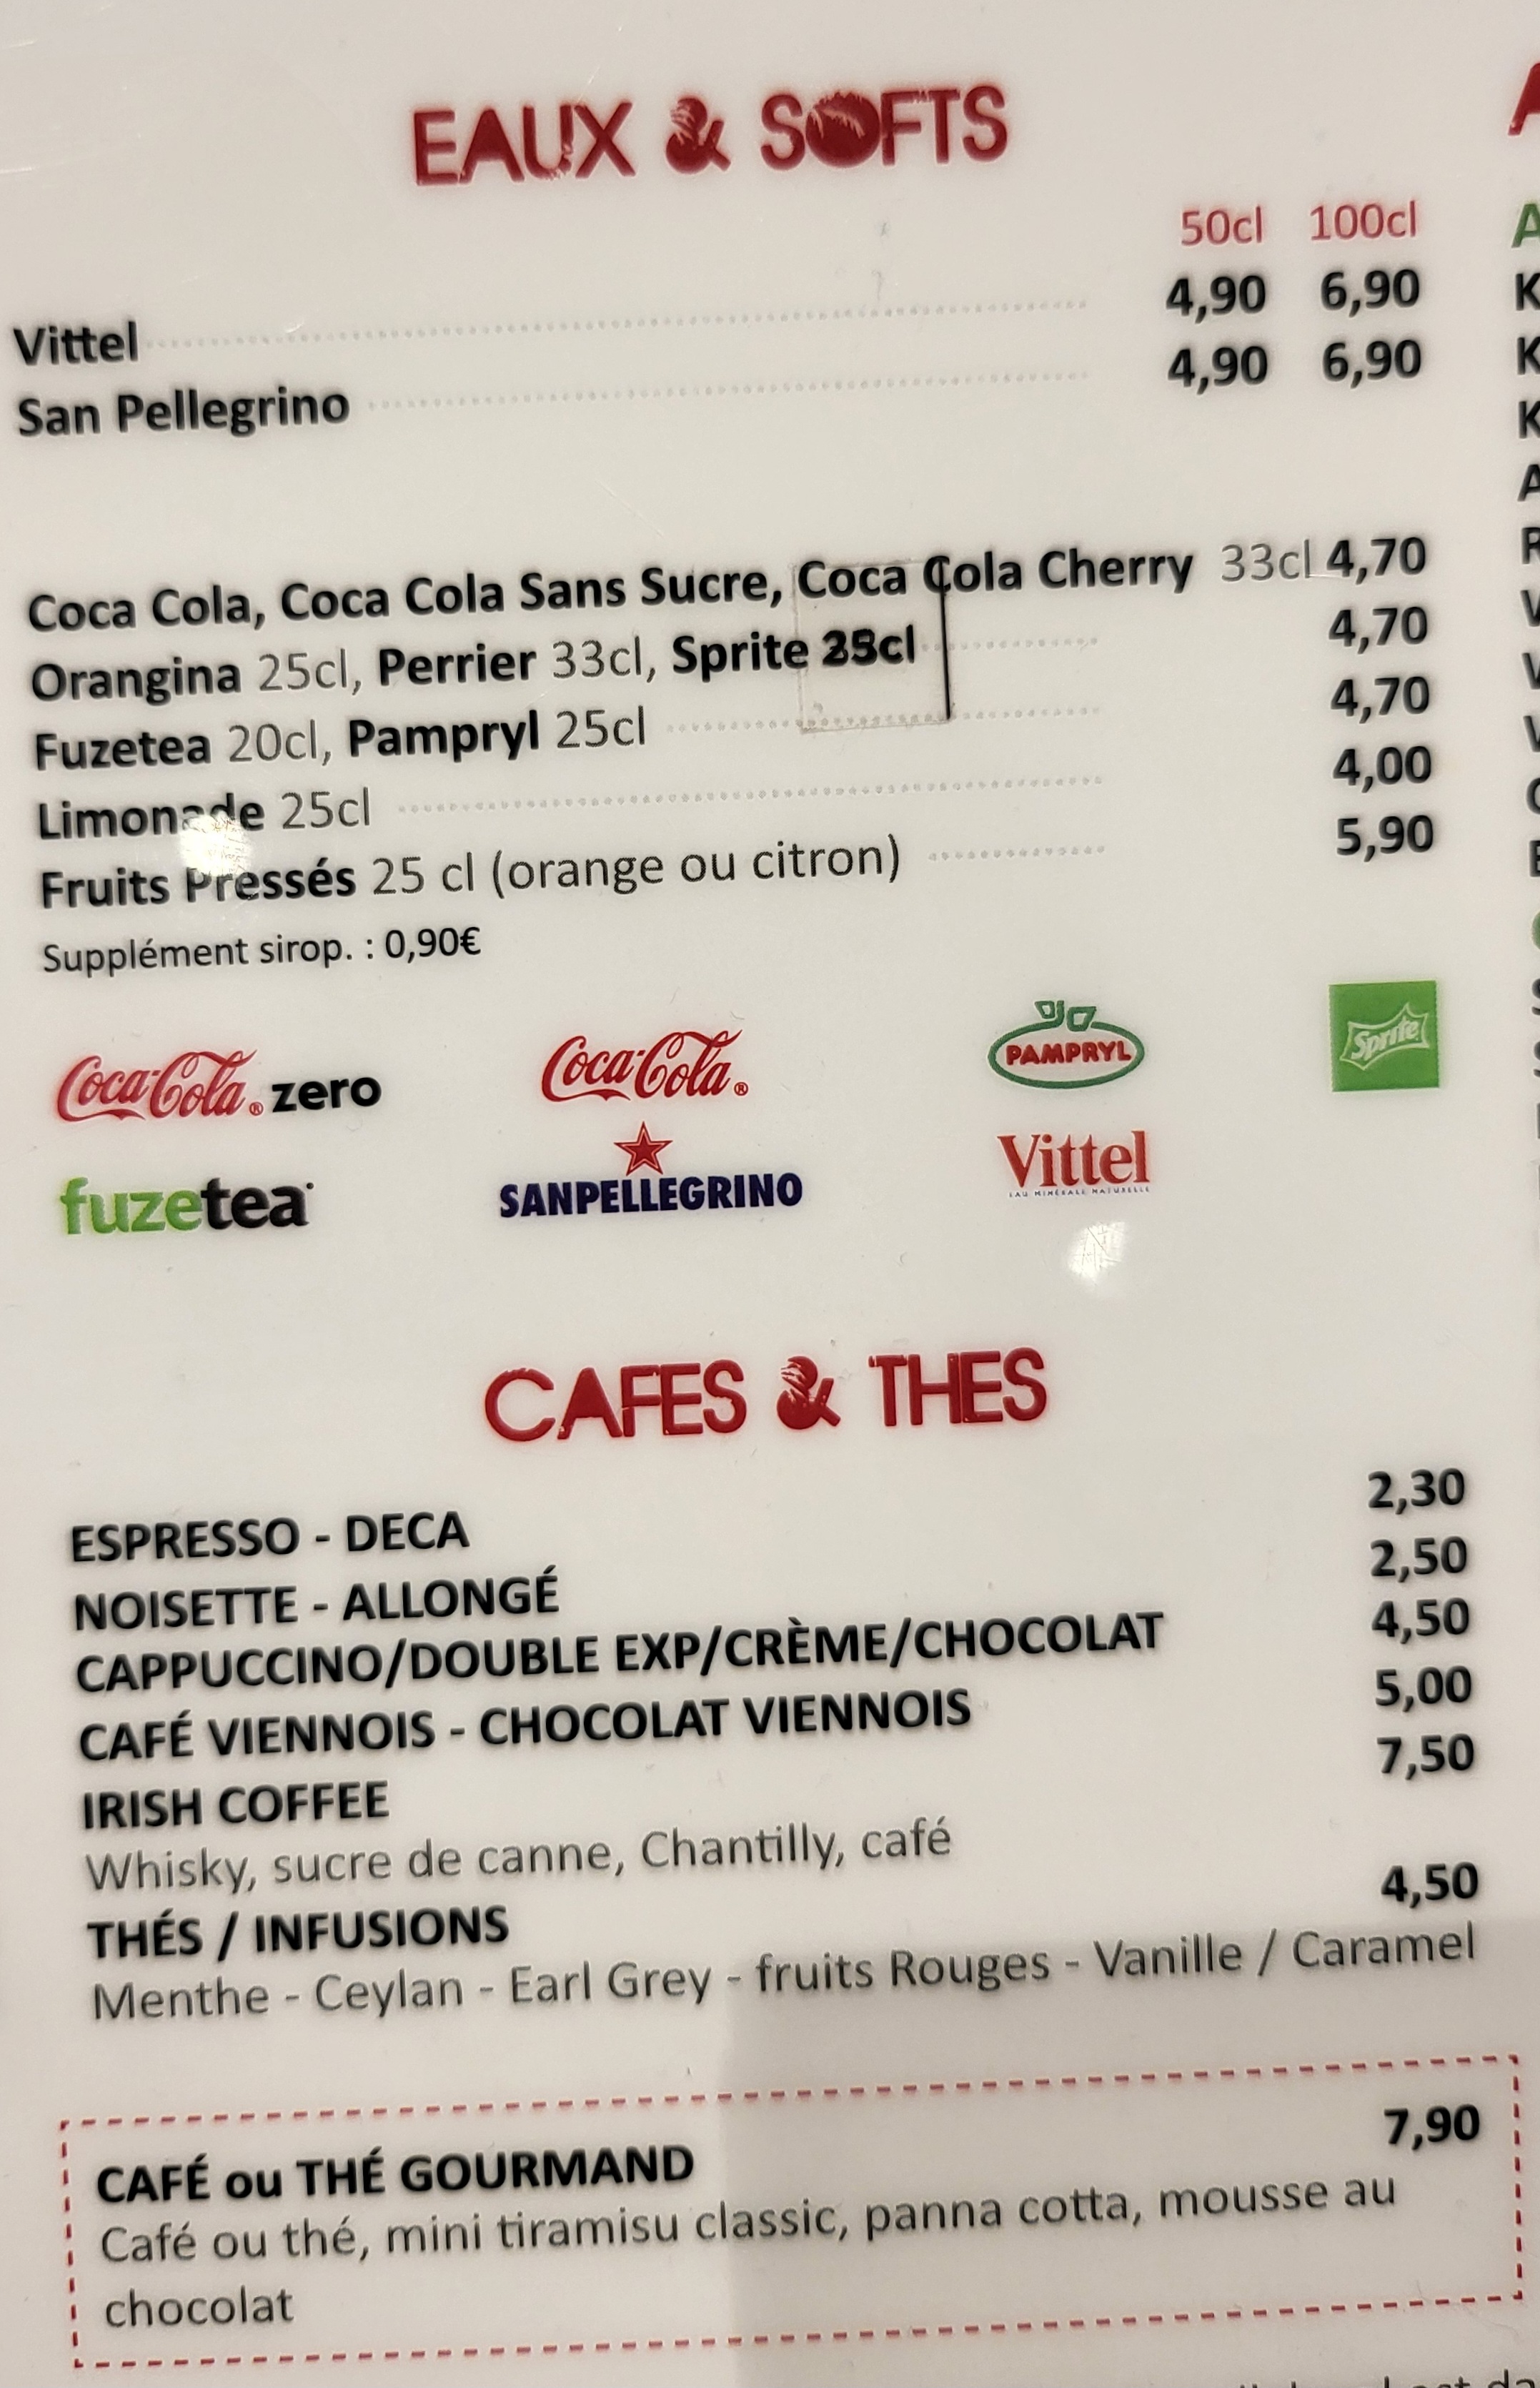 EAUX & SOFTS
50cl 100cl
Vittel 4,90 6,90
San Pellegrino 4,90 6,90
Coca Cola, Coca Cola Sans Sucre, Coca Cola Cherry 33cl 4,70
Orangina 25cl, Perrier 33cl, Sprite 4,70
Fuzetea 20cl, Pampryl 25cl 4,70
Limonade 25cl 4,00
Fruits Pressés 25 cl (orange ou citron) 5,90
Supplément sirop. : 0,90€
Coca-Cola® zero Coca-Cola® PAMPRYL Sprite
fuzetea SANPELLEGRINO Vittel
EAU MINÉRALE NATURELLE
CAFES & THES
ESPRESSO - DECA 2,30
NOISETTE - ALLONGÉ 2,50
CAPPUCCINO/DOUBLE EXP/CRÈME/CHOCOLAT 4,50
CAFÉ VIENNOIS - CHOCOLAT VIENNOIS 5,00
IRISH COFFEE 7,50
Whisky, sucre de canne, Chantilly, café
THÉS / INFUSIONS 4,50
Menthe - Ceylan - Earl Grey - fruits Rouges - Vanille / Caramel
CAFÉ ou THÉ GOURMAND 7,90
Café ou thé, mini tiramisu classic, panna cotta, mousse au
chocolat